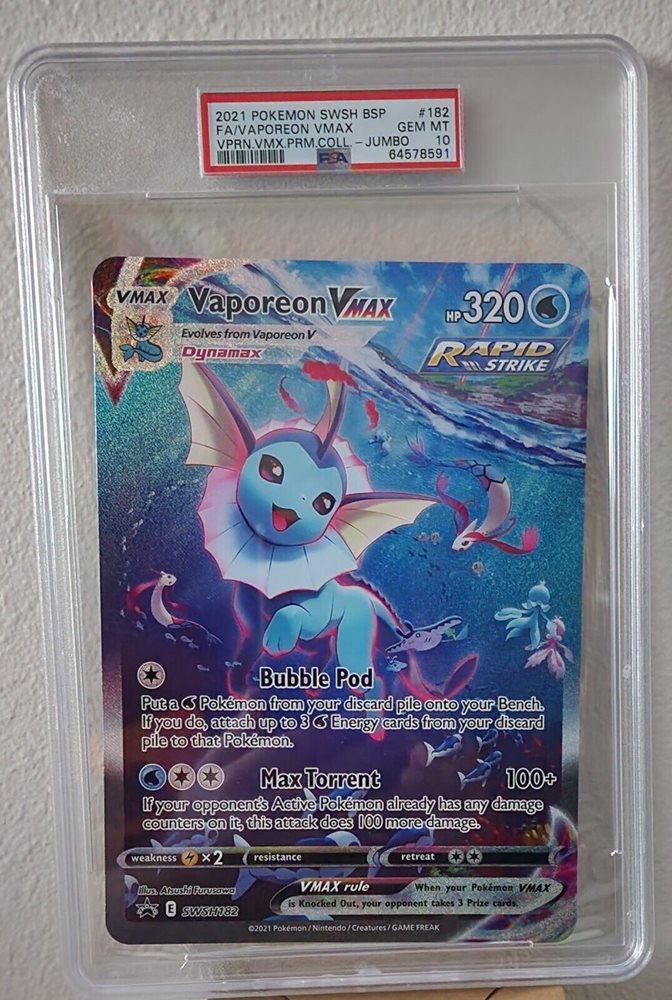 2021 POKEMON SWSH BSP #182
FA/VAPOREON VMAX GEM MT
VPRN.VMX.PRM.COLL.-JUMBO 10
PSA 64578591
VMAX Vaporeon VMAX HP 320
Evolves from Vaporeon V
Dynamax
RAPID
STRIKE
Bubble Pod
Put a Pokémon from your discard pile onto your Bench.
If you do, attach up to 3 Energy cards from your discard
pile to that Pokémon.
Max Torrent 100+
If your opponent's Active Pokémon already has any damage
counters on it, this attack does 100 more damage.
weakness ×2 resistance retreat
Illus. Atsushi Furusawa
VMAX rule When your Pokémon VMAX
is Knocked Out, your opponent takes 3 Prize cards.
E SWSH182
©2021 Pokémon / Nintendo / Creatures / GAME FREAK